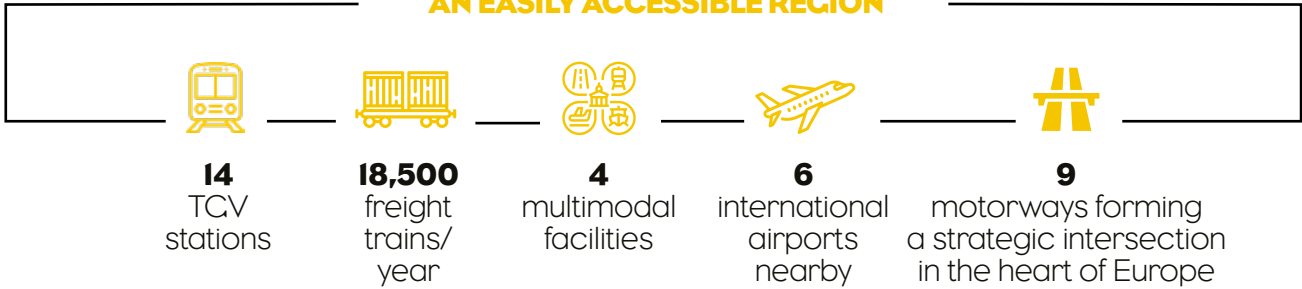 AN EASILY ACCESSIBLE REGION
14
TGV
stations
18,500
freight
trains/
year
4
multimodal
facilities
6
international
airports
nearby
9
motorways forming
a strategic intersection
in the heart of Europe